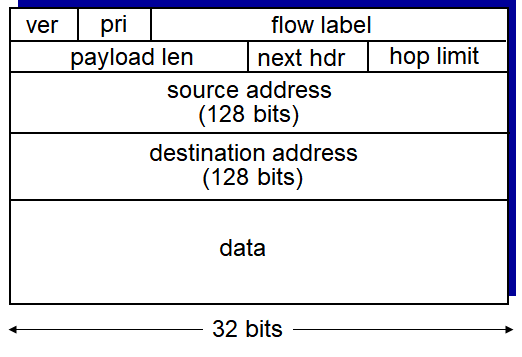 ver pri flow label
payload len next hdr hop limit
source address
(128 bits)
destination address
(128 bits)
data
32 bits